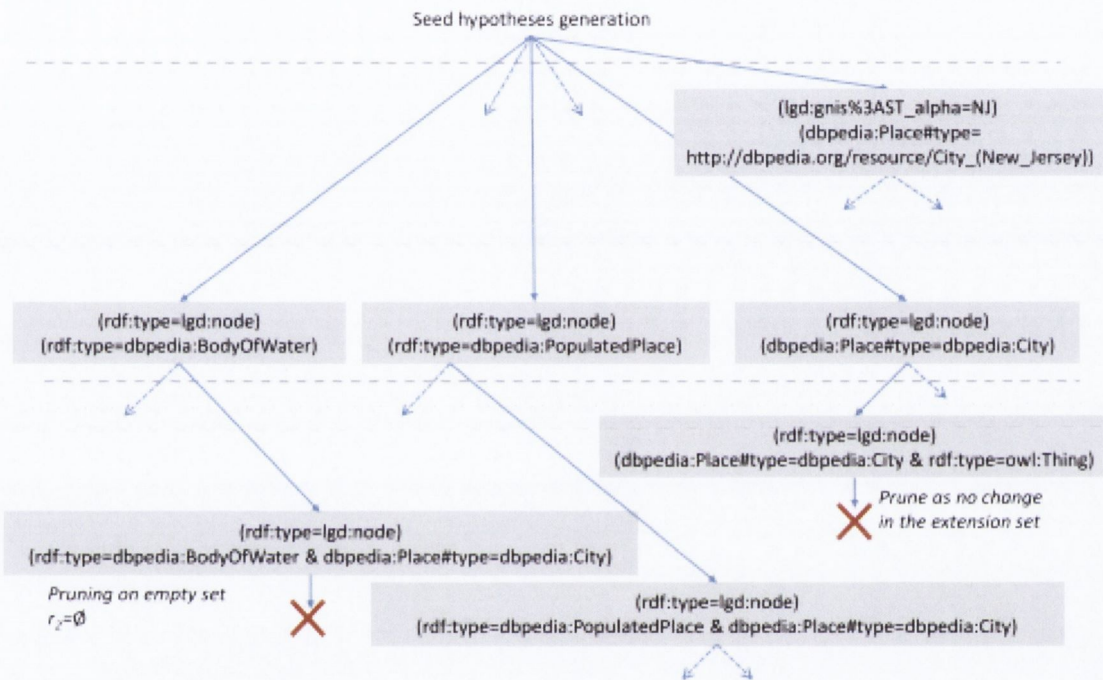 Seed hypotheses generation
(lgd:gnis%3AST_alpha=NJ)
(dbpedia:Place#type=
http://dbpedia.org/resource/City_(New_Jersey))
(rdf:type=lgd:node)
(rdf:type=dbpedia:BodyOfWater)
(rdf:type=lgd:node)
(rdf:type=dbpedia:PopulatedPlace)
(rdf:type=lgd:node)
(dbpedia:Place#type=dbpedia:City)
(rdf:type=lgd:node)
(dbpedia:Place#type=dbpedia:City & rdf:type=owl:Thing)
Prune as no change
in the extension set
(rdf:type=lgd:node)
(rdf:type=dbpedia:BodyOfWater & dbpedia:Place#type=dbpedia:City)
Pruning on empty set
r₂=∅
(rdf:type=lgd:node)
(rdf:type=dbpedia:PopulatedPlace & dbpedia:Place#type=dbpedia:City)